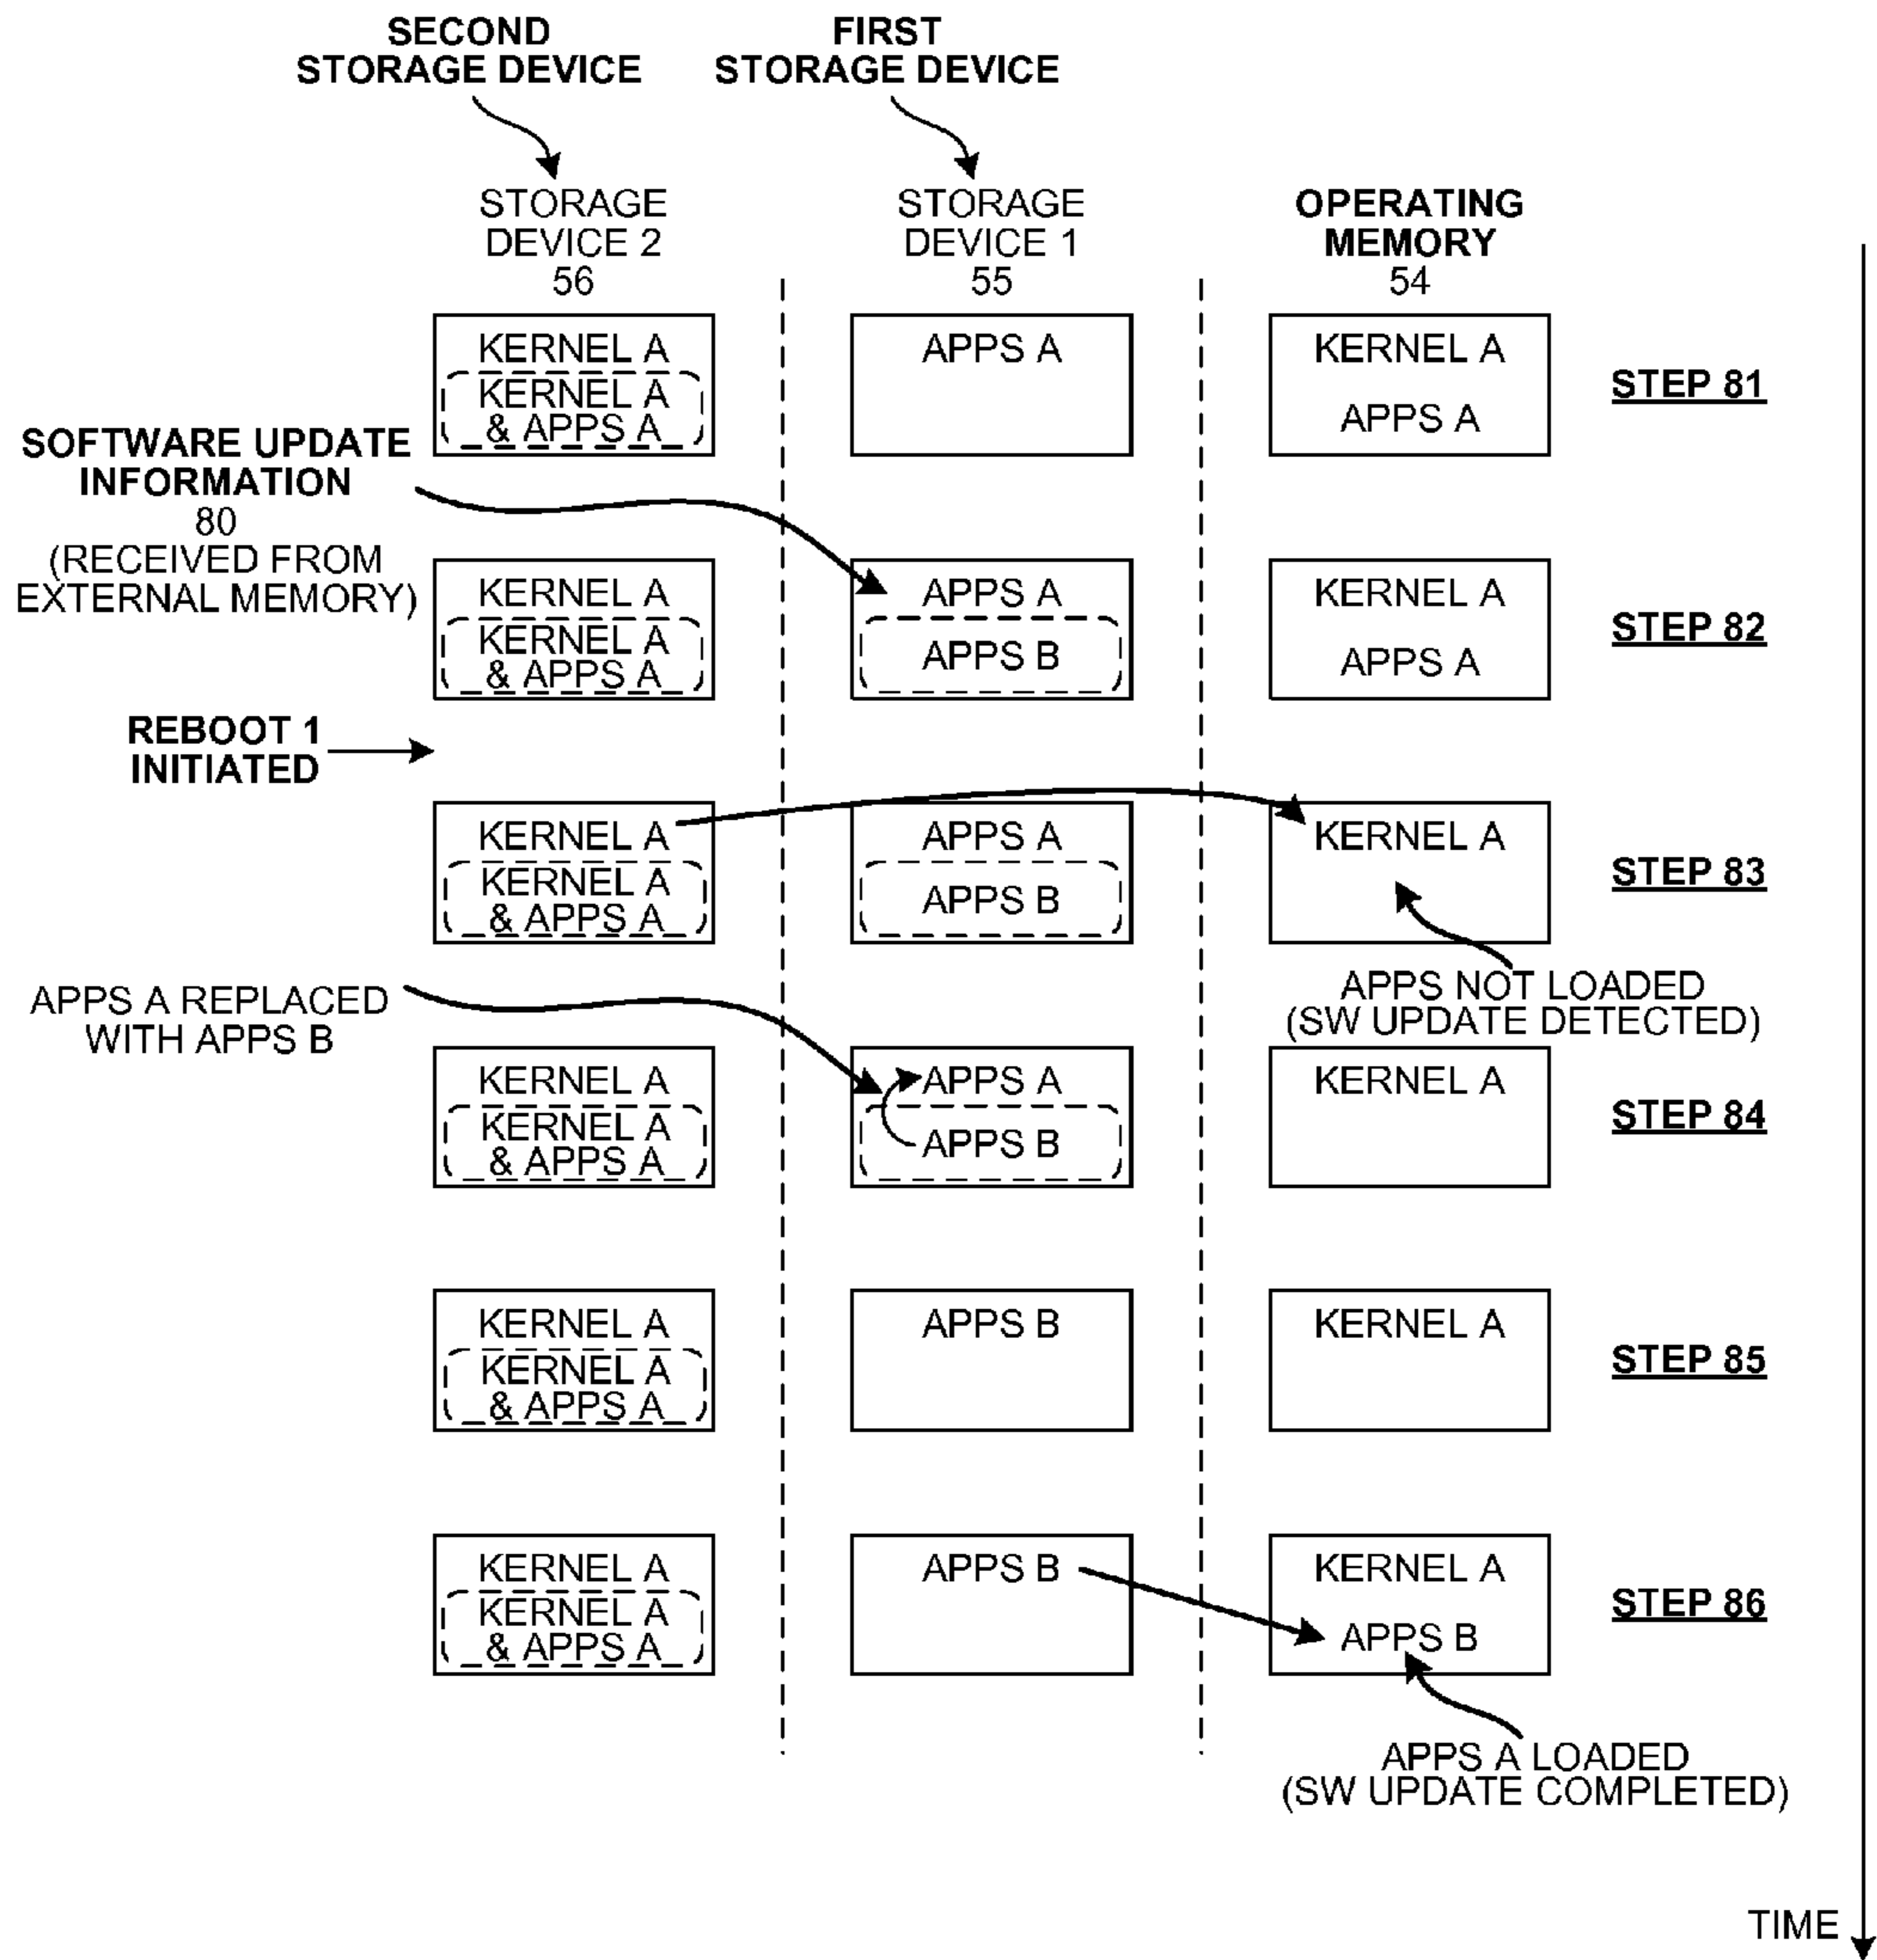 SECOND
STORAGE DEVICE
FIRST
STORAGE DEVICE
STORAGE
DEVICE 2
56
STORAGE
DEVICE 1
55
OPERATING
MEMORY
54
KERNEL A
KERNEL A
& APPS A
APPS A
KERNEL A
APPS A
STEP 81
SOFTWARE UPDATE
INFORMATION
80
(RECEIVED FROM
EXTERNAL MEMORY)
KERNEL A
KERNEL A
& APPS A
APPS A
APPS B
KERNEL A
APPS A
STEP 82
REBOOT 1
INITIATED
KERNEL A
KERNEL A
& APPS A
APPS A
APPS B
KERNEL A
STEP 83
APPS NOT LOADED
(SW UPDATE DETECTED)
APPS A REPLACED
WITH APPS B
KERNEL A
KERNEL A
& APPS A
APPS A
APPS B
KERNEL A
STEP 84
KERNEL A
KERNEL A
& APPS A
APPS B
KERNEL A
STEP 85
KERNEL A
KERNEL A
& APPS A
APPS B
KERNEL A
APPS B
STEP 86
APPS A LOADED
(SW UPDATE COMPLETED)
TIME